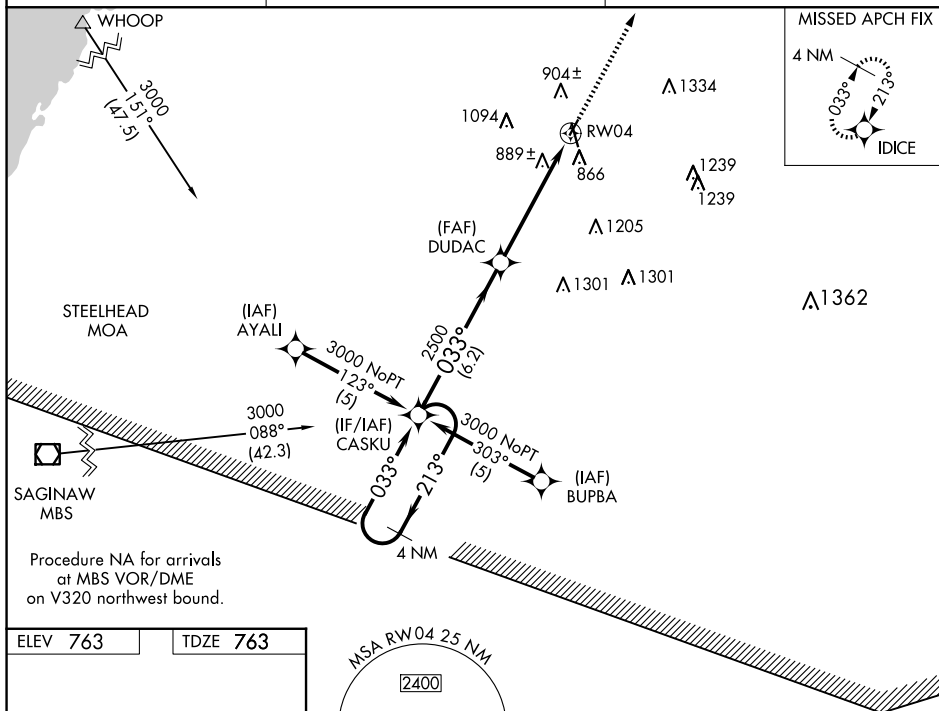 WHOOP
3000
151°
(47.5)
904±
1334
1094
RW04
889±
866
1239
1239
MISSED APCH FIX
4 NM
033°
213°
IDICE
(FAF)
DUDAC
1205
1301
1301
1362
STEELHEAD
MOA
(IAF)
AYALI
3000 NoPT
123°
(5)
2500
033°
(6.2)
(IF/IAF)
CASKU
3000 NoPT
303°
(5)
(IAF)
BUPBA
3000
088°
(42.3)
033°
213°
4 NM
SAGINAW
MBS
Procedure NA for arrivals
at MBS VOR/DME
on V320 northwest bound.
ELEV 763
TDZE 763
MSA RW04 25 NM
2400